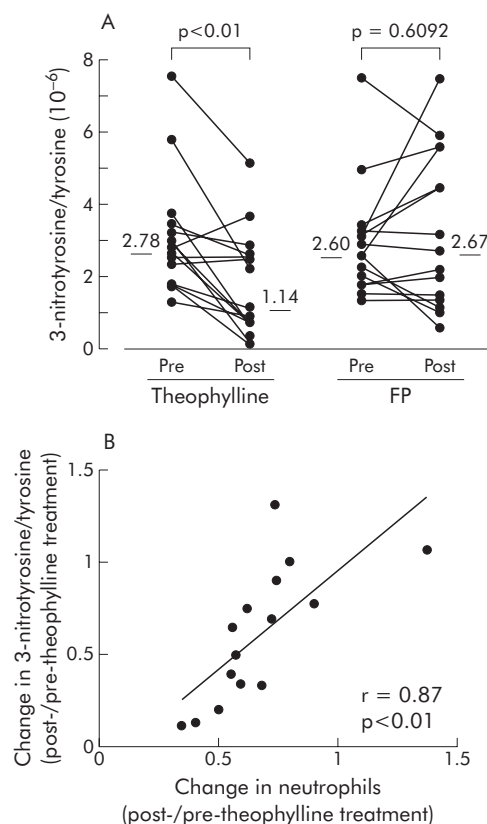 A
p<0.01
p = 0.6092
3-nitrotyrosine/tyrosine (10⁻⁶)
8
6
4
2
0
2.78
1.14
2.60
2.67
Pre
Post
Pre
Post
Theophylline
FP
B
Change in 3-nitrotyrosine/tyrosine
(post-/pre-theophylline treatment)
1.5
1
0.5
0
r = 0.87
p<0.01
0
0.5
1
1.5
Change in neutrophils
(post-/pre-theophylline treatment)